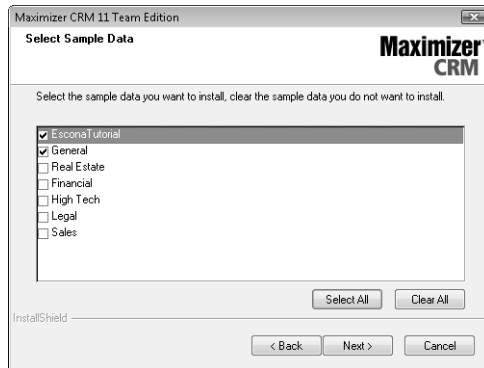 Maximizer CRM 11 Team Edition
Select Sample Data
Maximizer
CRM
Select the sample data you want to install, clear the sample data you do not want to install.
EsconaTutorial
General
Real Estate
Financial
High Tech
Legal
Sales
Select All
Clear All
InstallShield
< Back
Next >
Cancel